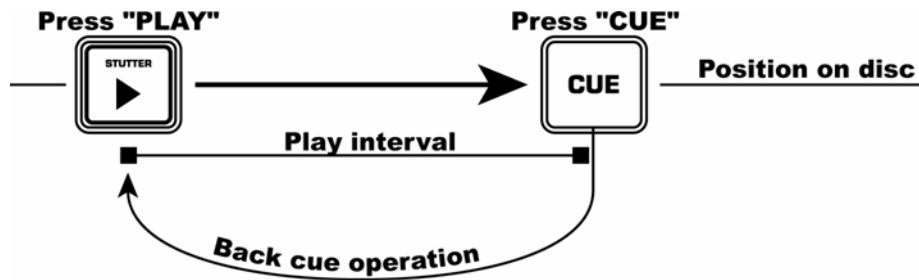 Press "PLAY"
Press "CUE"
STUTTER
CUE
Position on disc
Play interval
Back cue operation